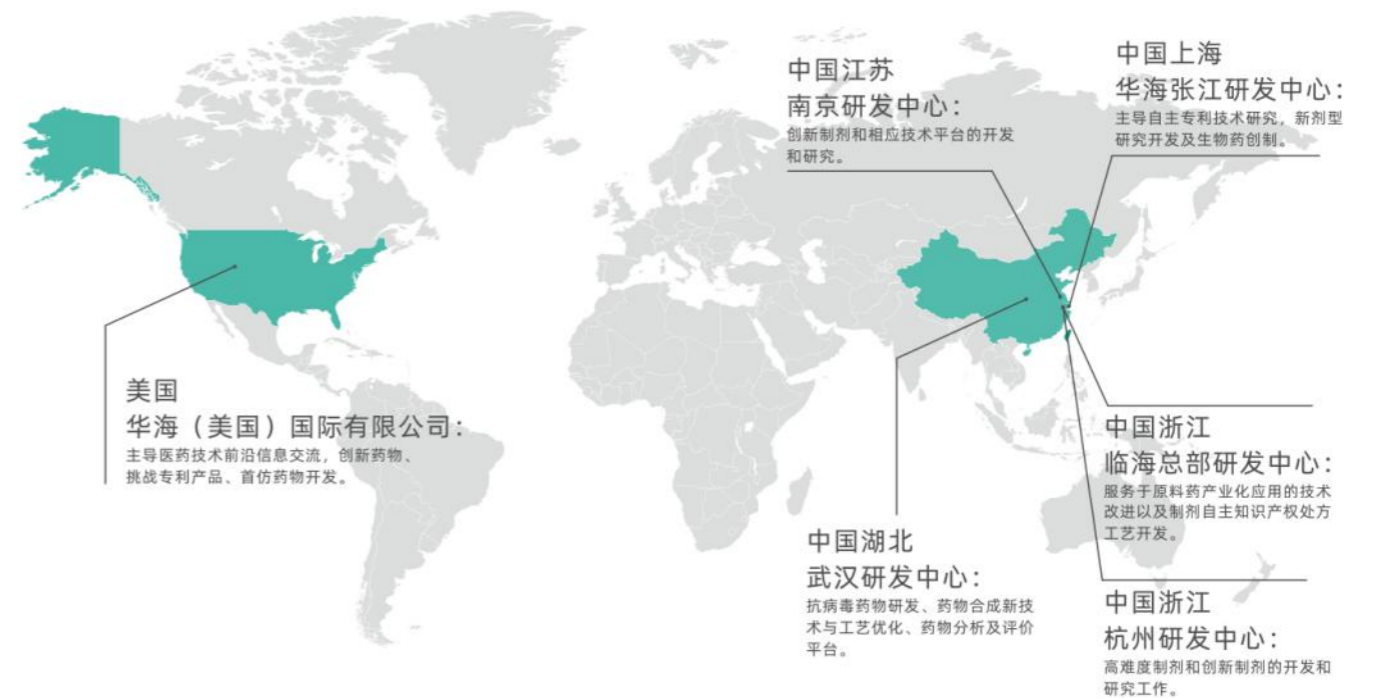 中国江苏
南京研发中心：
创新制剂和相应技术平台的开发
和研究。
中国上海
华海张江研发中心：
主导自主专利技术研究，新剂型
研究开发及生物药创制。
美国
华海（美国）国际有限公司：
主导医药技术前沿信息交流，创新药物、
挑战专利产品、首仿药物开发。
中国湖北
武汉研发中心：
抗病毒药物研发、药物合成新技
术与工艺优化、药物分析及评价
平台。
中国浙江
临海总部研发中心：
服务于原料药产业化应用的技术
改进以及制剂自主知识产权处方
工艺开发。
中国浙江
杭州研发中心：
高难度制剂和创新制剂的开发和
研究工作。